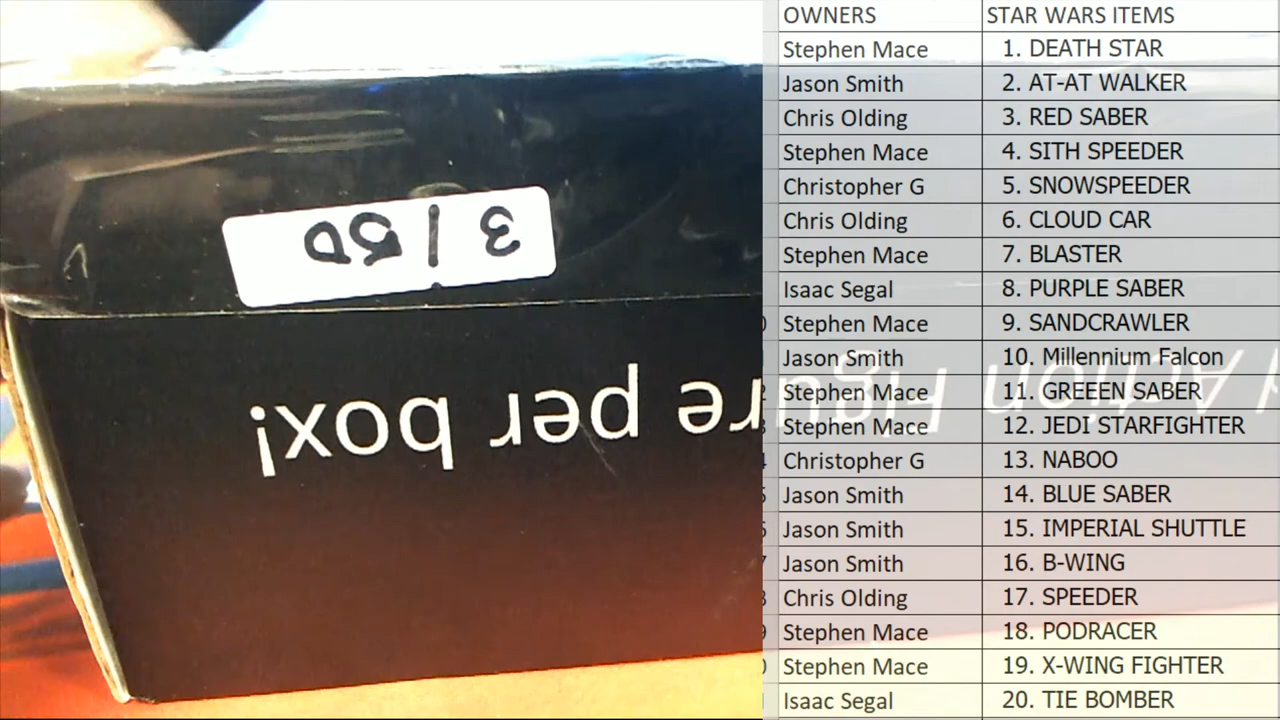 3|50
Action Figure per box!
OWNERS STAR WARS ITEMS
Stephen Mace 1. DEATH STAR
Jason Smith 2. AT-AT WALKER
Chris Olding 3. RED SABER
Stephen Mace 4. SITH SPEEDER
Christopher G 5. SNOWSPEEDER
Chris Olding 6. CLOUD CAR
Stephen Mace 7. BLASTER
Isaac Segal 8. PURPLE SABER
Stephen Mace 9. SANDCRAWLER
Jason Smith 10. Millennium Falcon
Stephen Mace 11. GREEEN SABER
Stephen Mace 12. JEDI STARFIGHTER
Christopher G 13. NABOO
Jason Smith 14. BLUE SABER
Jason Smith 15. IMPERIAL SHUTTLE
Jason Smith 16. B-WING
Chris Olding 17. SPEEDER
Stephen Mace 18. PODRACER
Stephen Mace 19. X-WING FIGHTER
Isaac Segal 20. TIE BOMBER